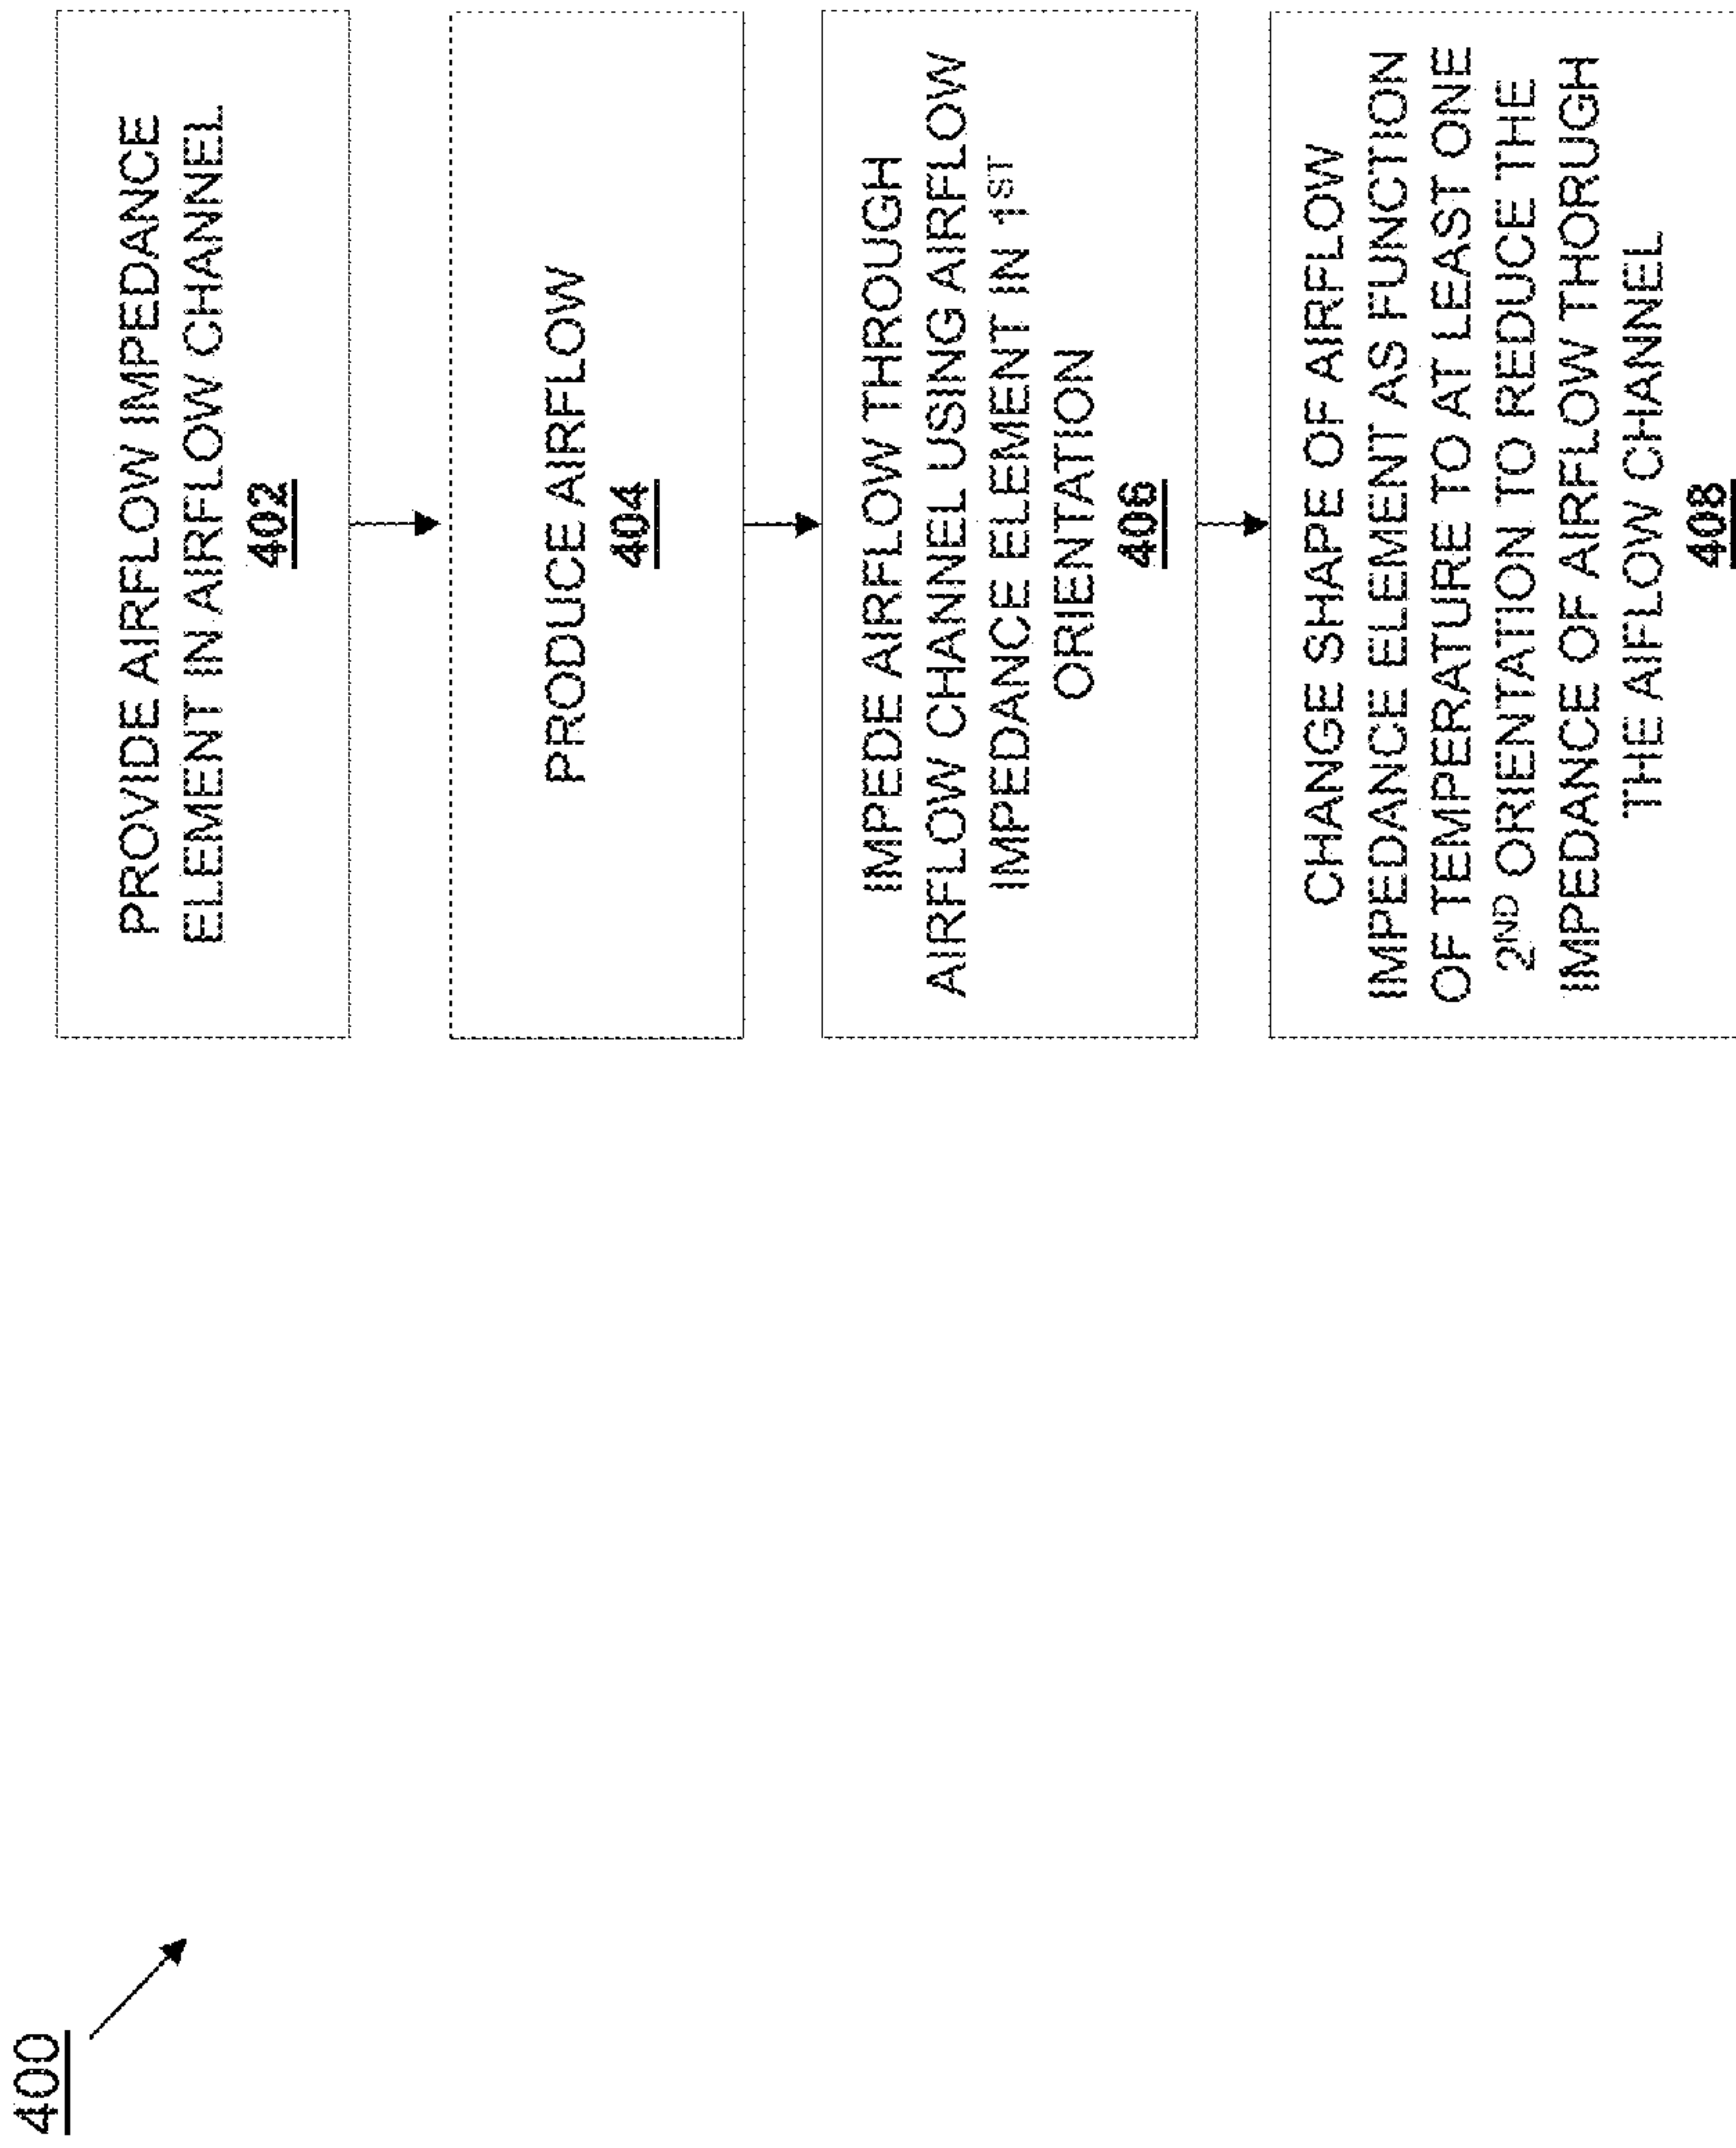 400
PROVIDE AIRFLOW IMPEDANCE
ELEMENT IN AIRFLOW CHANNEL
402
PRODUCE AIRFLOW
404
IMPEDE AIRFLOW THROUGH
AIRFLOW CHANNEL USING AIRFLOW
IMPEDANCE ELEMENT IN 1ST
ORIENTATION
406
CHANGE SHAPE OF AIRFLOW
IMPEDANCE ELEMENT AS FUNCTION
OF TEMPERATURE TO AT LEAST ONE
2ND ORIENTATION TO REDUCE THE
IMPEDANCE OF AIRFLOW THORUGH
THE AIFLOW CHANNEL
408